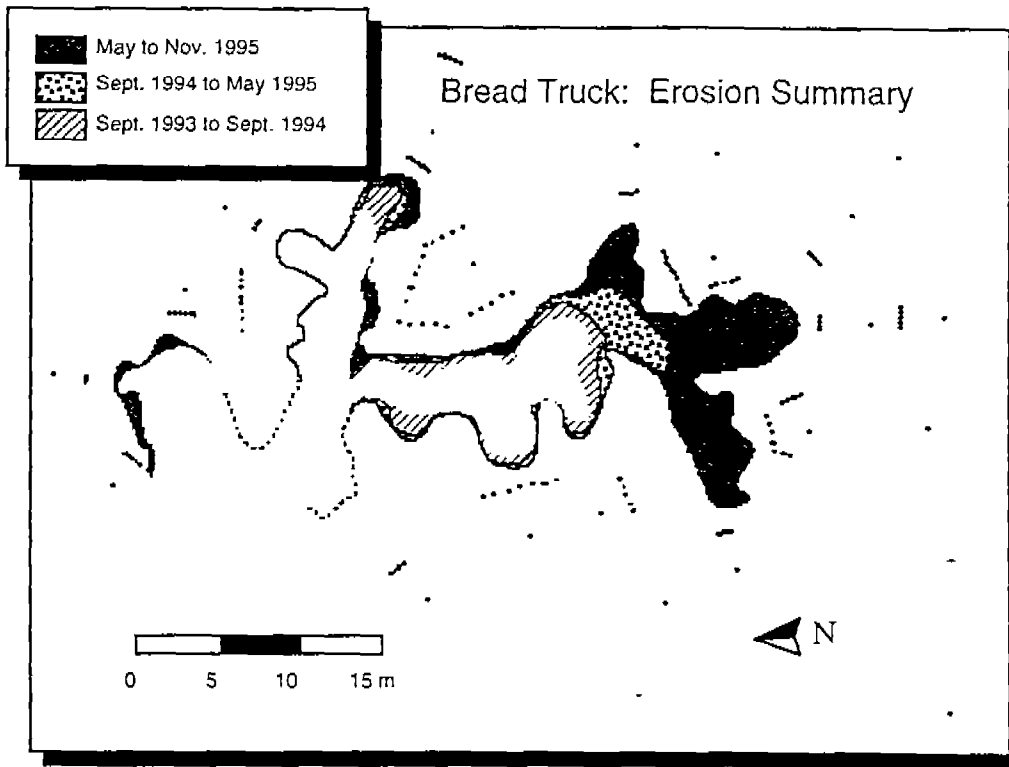 May to Nov. 1995
Sept. 1994 to May 1995
Sept. 1993 to Sept. 1994
Bread Truck: Erosion Summary
N
0 5 10 15 m